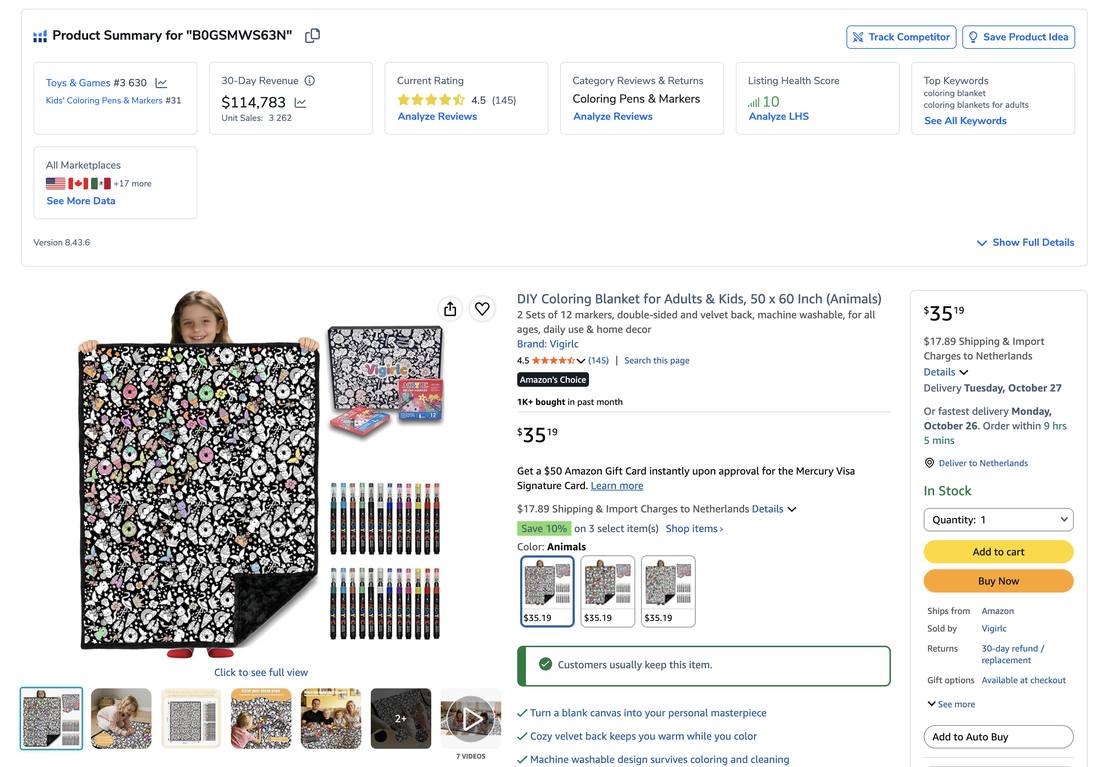 Product Summary for "B0GSMWS63N"
Track Competitor
Save Product Idea
Toys & Games #3 630
Kids' Coloring Pens & Markers #31
30-Day Revenue
$114,783
Unit Sales: 3 262
Current Rating
4.5 (145)
Analyze Reviews
Category Reviews & Returns
Coloring Pens & Markers
Analyze Reviews
Listing Health Score
10
Analyze LHS
Top Keywords
coloring blanket
coloring blankets for adults
See All Keywords
All Marketplaces
+17 more
See More Data
Version 8.43.6
Show Full Details
Vigirlc
12
Click to see full view
2+
7 VIDEOS
DIY Coloring Blanket for Adults & Kids, 50 x 60 Inch (Animals)
2 Sets of 12 markers, double-sided and velvet back, machine washable, for all
ages, daily use & home decor
Brand: Vigirlc
4.5 (145) | Search this page
Amazon's Choice
1K+ bought in past month
$35 19
Get a $50 Amazon Gift Card instantly upon approval for the Mercury Visa
Signature Card. Learn more
$17.89 Shipping & Import Charges to Netherlands Details
Save 10% on 3 select item(s) Shop items ›
Color: Animals
$35.19
$35.19
$35.19
Customers usually keep this item.
Turn a blank canvas into your personal masterpiece
Cozy velvet back keeps you warm while you color
Machine washable design survives coloring and cleaning
$35 19
$17.89 Shipping & Import
Charges to Netherlands
Details
Delivery Tuesday, October 27
Or fastest delivery Monday,
October 26. Order within 9 hrs
5 mins
Deliver to Netherlands
In Stock
Quantity: 1
Add to cart
Buy Now
Ships from Amazon
Sold by Vigirlc
Returns 30-day refund /
replacement
Gift options Available at checkout
See more
Add to Auto Buy